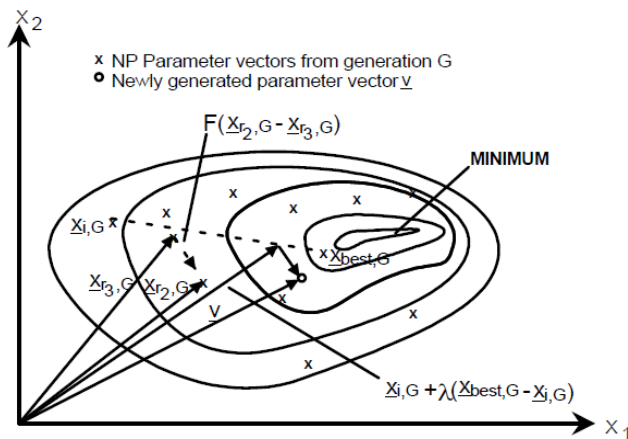 X2
x NP Parameter vectors from generation G
o Newly generated parameter vector v
F(Xr2,G - Xr3,G)
MINIMUM
Xi,G
Xbest,G
Xr3,G Xr2,G
v
Xi,G + λ(Xbest,G - Xi,G)
X1